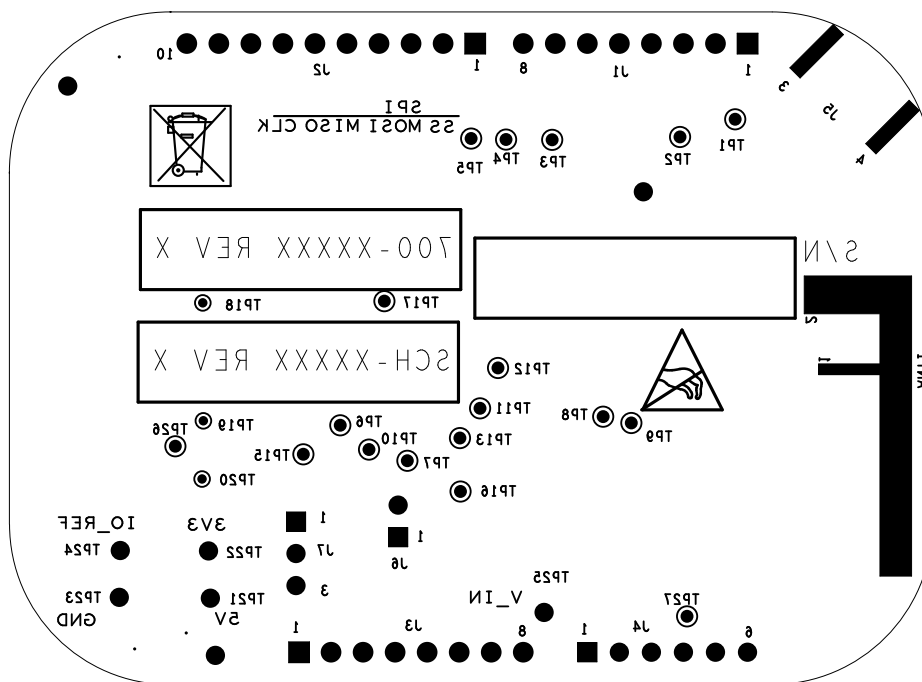 10
J2
1
8
J1
1
3
J5
4
SPI
SS MOSI MISO CLK
TP5
TP4
TP3
TP2
TP1
700-XXXXX REV X
S/N
TP18
TP17
2
1
SCH-XXXXX REV X
TP12
TP11
TP8
TP9
TP26
TP19
TP6
TP10
TP13
TP15
TP7
TP20
TP16
IO_REF
3V3
1
TP24
TP22
J7
1
J6
3
TP23
TP21
GND
5V
V_IN
TP25
TP27
1
J3
8
1
J4
6